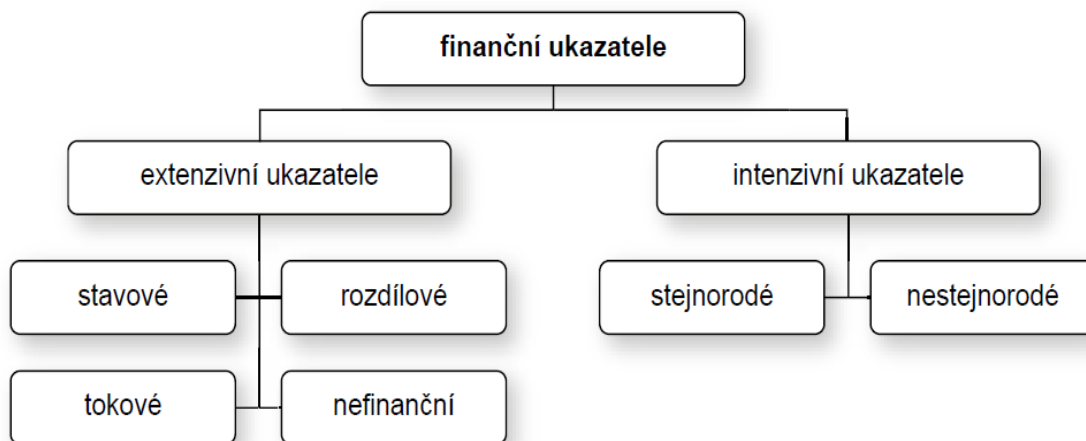 finanční ukazatele
extenzivní ukazatele
intenzivní ukazatele
stavové
rozdílové
stejnorodé
nestejnorodé
tokové
nefinanční